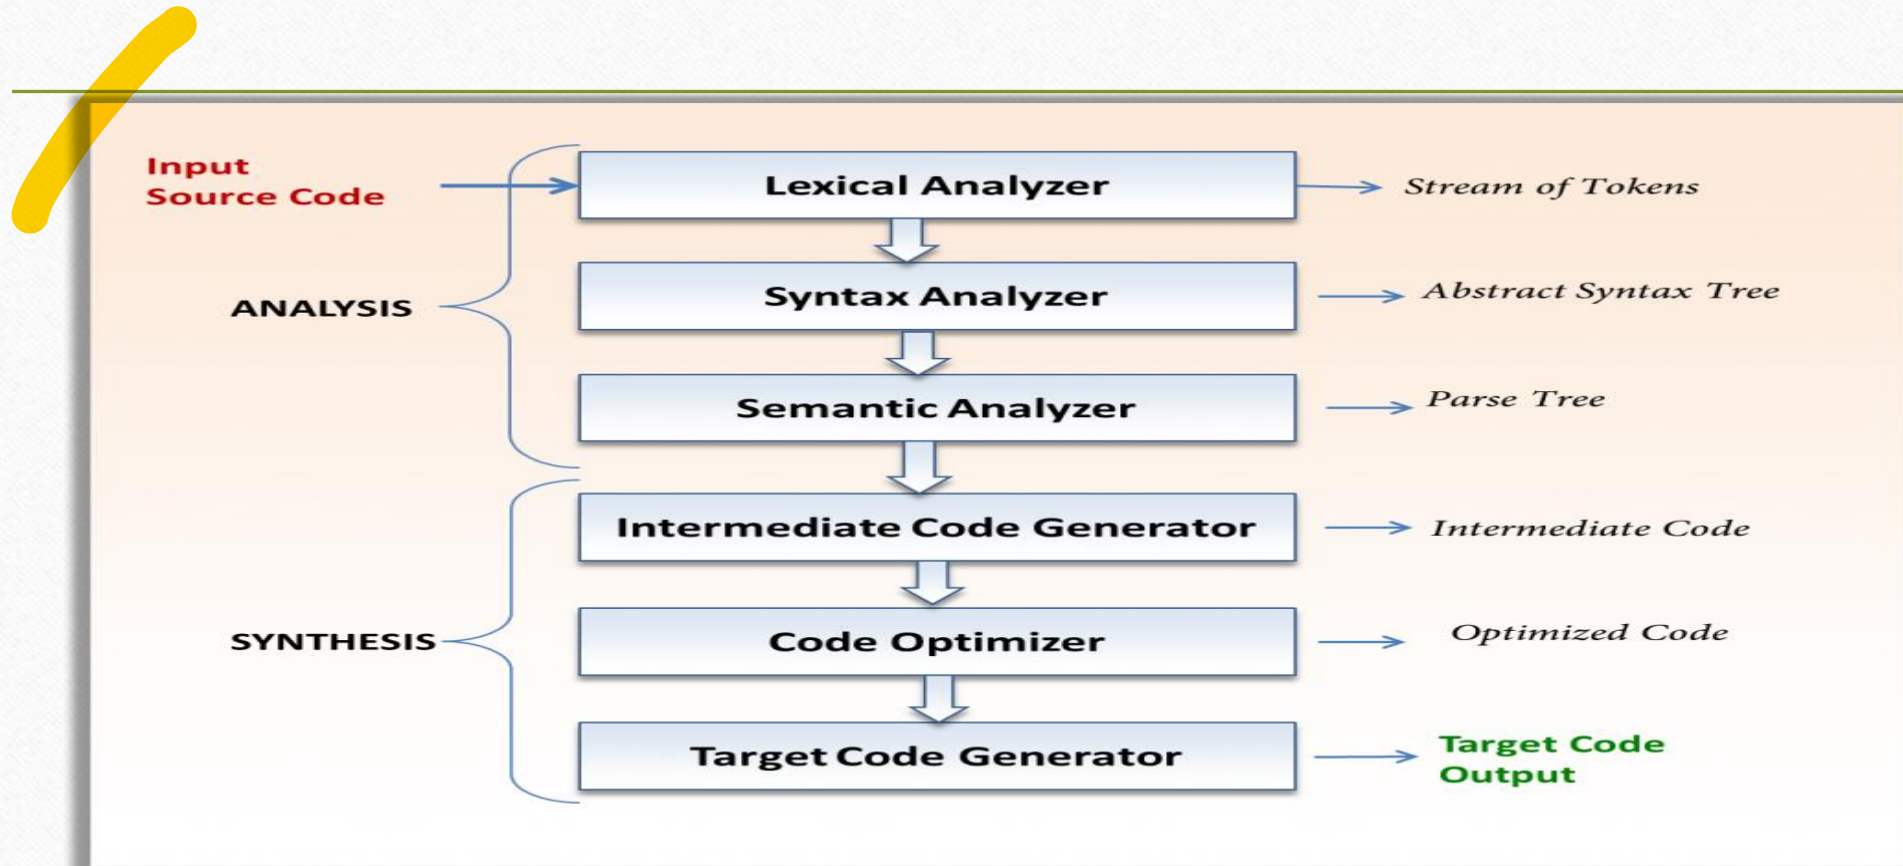 Input
Source Code
Lexical Analyzer
Stream of Tokens
ANALYSIS
Syntax Analyzer
Abstract Syntax Tree
Semantic Analyzer
Parse Tree
Intermediate Code Generator
Intermediate Code
SYNTHESIS
Code Optimizer
Optimized Code
Target Code Generator
Target Code
Output